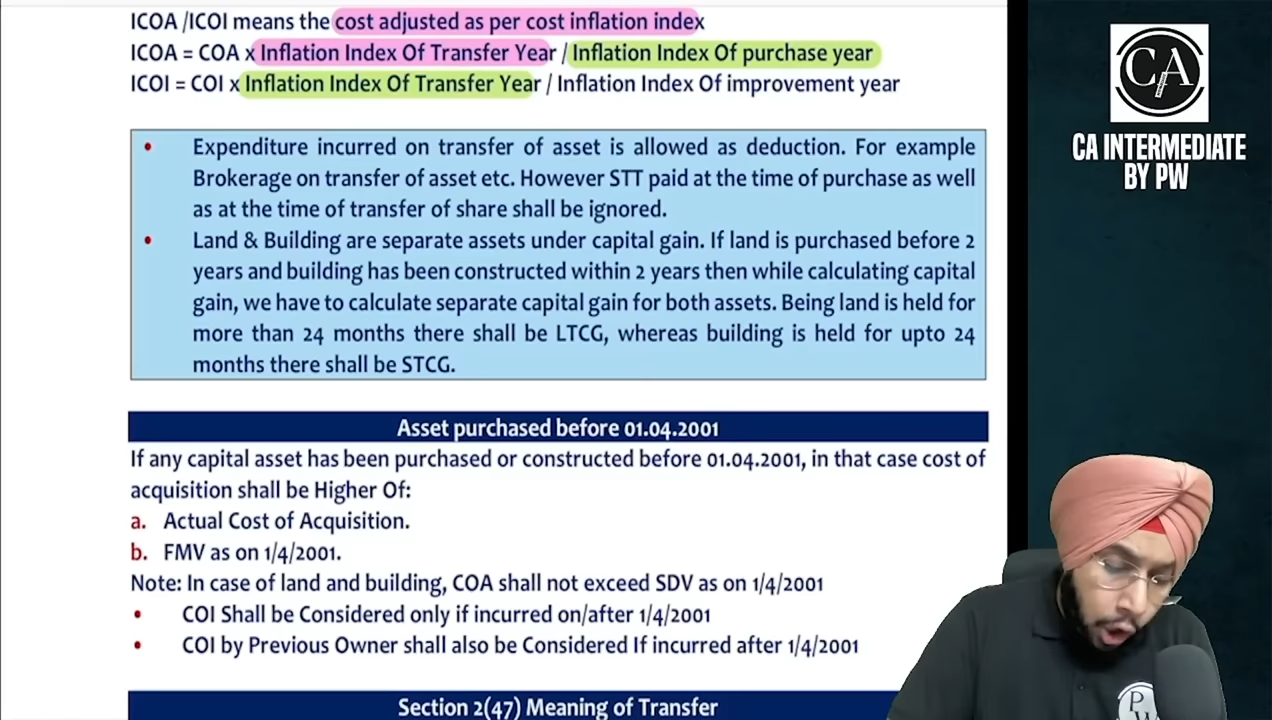 ICOA /ICOI means the cost adjusted as per cost inflation index
ICOA = COA x Inflation Index Of Transfer Year / Inflation Index Of purchase year
ICOI = COI x Inflation Index Of Transfer Year / Inflation Index Of improvement year
• Expenditure incurred on transfer of asset is allowed as deduction. For example
Brokerage on transfer of asset etc. However STT paid at the time of purchase as well
as at the time of transfer of share shall be ignored.
• Land & Building are separate assets under capital gain. If land is purchased before 2
years and building has been constructed within 2 years then while calculating capital
gain, we have to calculate separate capital gain for both assets. Being land is held for
more than 24 months there shall be LTCG, whereas building is held for upto 24
months there shall be STCG.
Asset purchased before 01.04.2001
If any capital asset has been purchased or constructed before 01.04.2001, in that case cost of
acquisition shall be Higher Of:
a. Actual Cost of Acquisition.
b. FMV as on 1/4/2001.
Note: In case of land and building, COA shall not exceed SDV as on 1/4/2001
• COI Shall be Considered only if incurred on/after 1/4/2001
• COI by Previous Owner shall also be Considered If incurred after 1/4/2001
Section 2(47) Meaning of Transfer
CA
CA INTERMEDIATE
BY PW
P